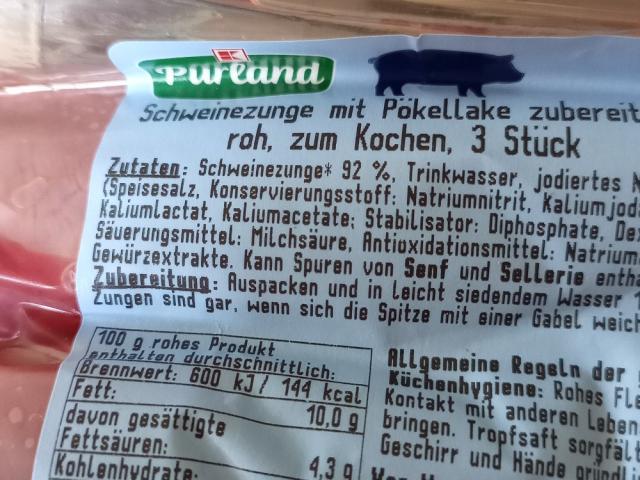 K
Purland
Schweinezunge mit Pökellake zubereit
roh, zum Kochen, 3 Stück
Zutaten: Schweinezunge* 92 %, Trinkwasser, jodiertes N
(Speisesalz, Konservierungsstoff: Natriumnitrit, Kaliumjod
Kaliumlactat, Kaliumacetate; Stabilisator: Diphosphate, De
Säuerungsmittel: Milchsäure, Antioxidationsmittel: Natrium
Gewürzextrakte. Kann Spuren von Senf und Sellerie entha
Zubereitung: Auspacken und in leicht siedendem Wasser
Zungen sind gar, wenn sich die Spitze mit einer Gabel weich
100 g rohes Produkt
enthalten durchschnittlich:
Brennwert: 600 kJ/ 144 kcal
Fett: 10,0 g
davon gesättigte
Fettsäuren: 4,3 g
Kohlenhydrate:
Allgemeine Regeln der
Küchenhygiene: Rohes Fle
Kontakt mit anderen Leben
bringen. Tropfsaft sorgfält
Geschirr und Hände gründli